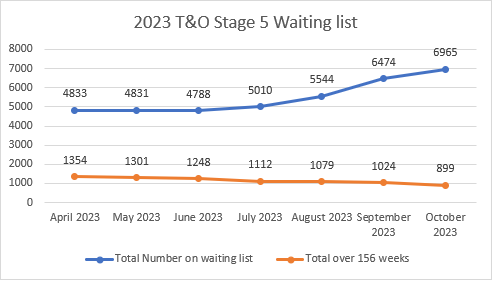 2023 T&O Stage 5 Waiting list
8000
7000
6000
5000
4000
3000
2000
1000
0
4833 4831 4788 5010 5544 6474 6965
1354 1301 1248 1112 1079 1024 899
April 2023 May 2023 June 2023 July 2023 August 2023 September 2023 October 2023
Total Number on waiting list Total over 156 weeks